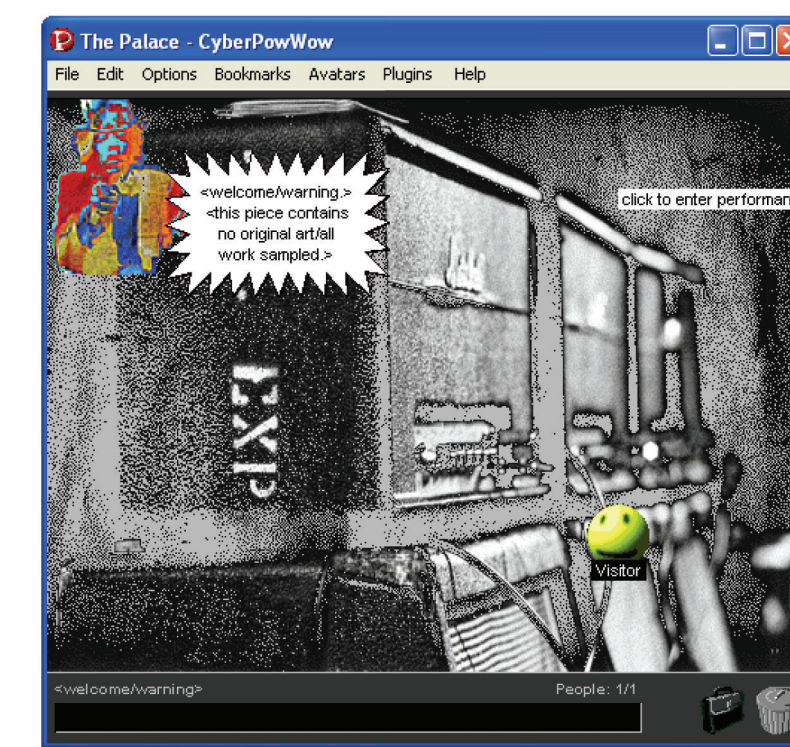 The Palace - CyberPowWow
File Edit Options Bookmarks Avatars Plugins Help
<welcome/warning.>
<this piece contains
no original art/all
work sampled.>
click to enter performan
Visitor
<welcome/warning>
People: 1/1